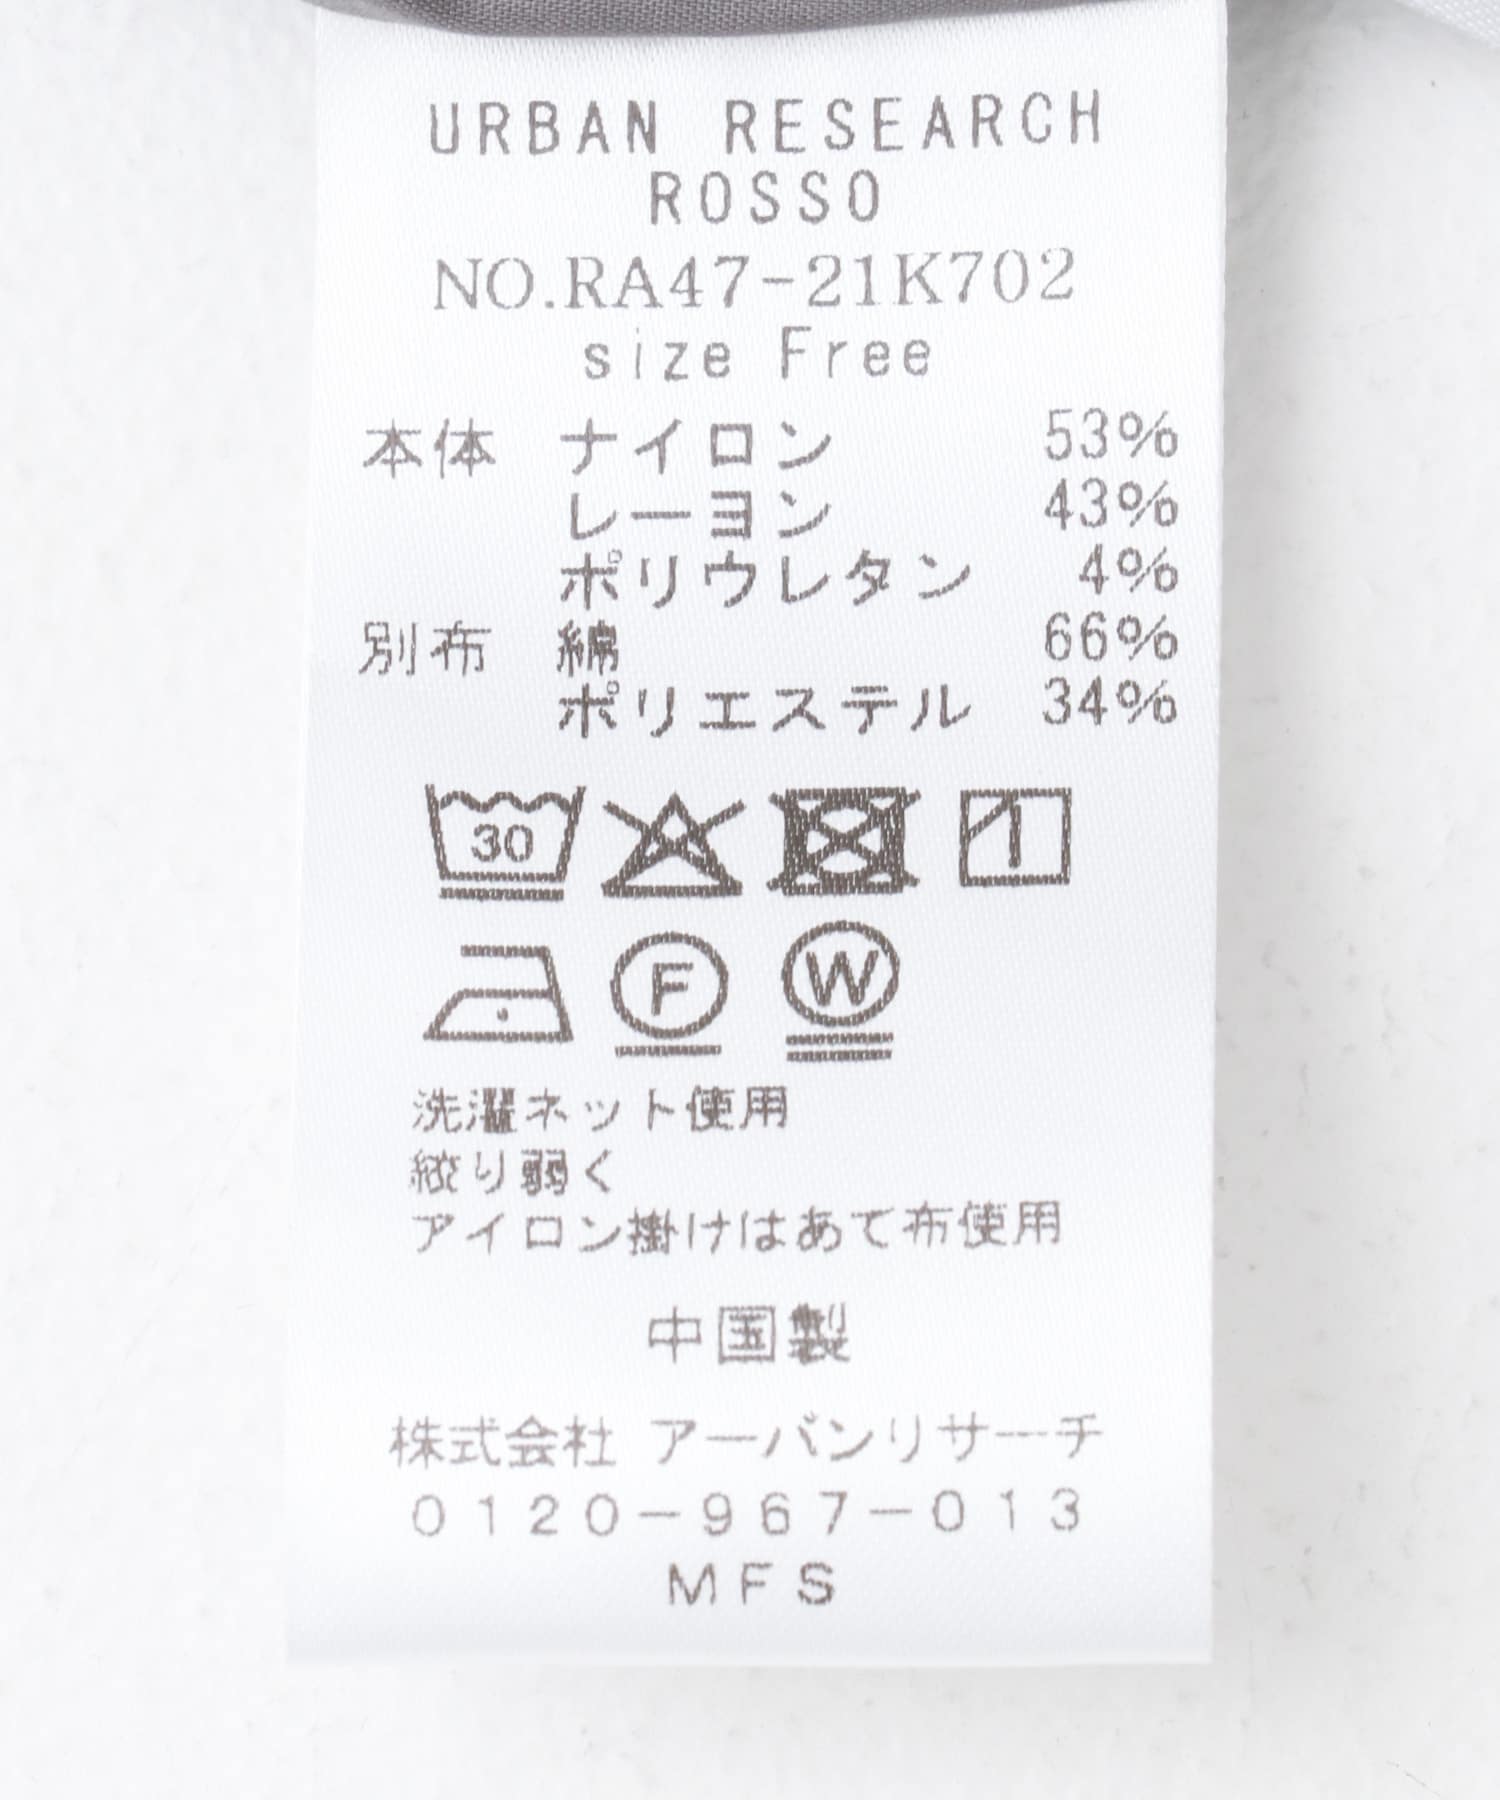 URBAN RESEARCH
ROSSO
NO.RA47-21K702
size Free
本体 ナイロン 53%
レーヨン 43%
ポリウレタン 4%
別布 綿 66%
ポリエステル 34%
30
F W
洗濯ネット使用
絞り弱く
アイロン掛けはあて布使用
中国製
株式会社 アーバンリサーチ
0120-967-013
MFS